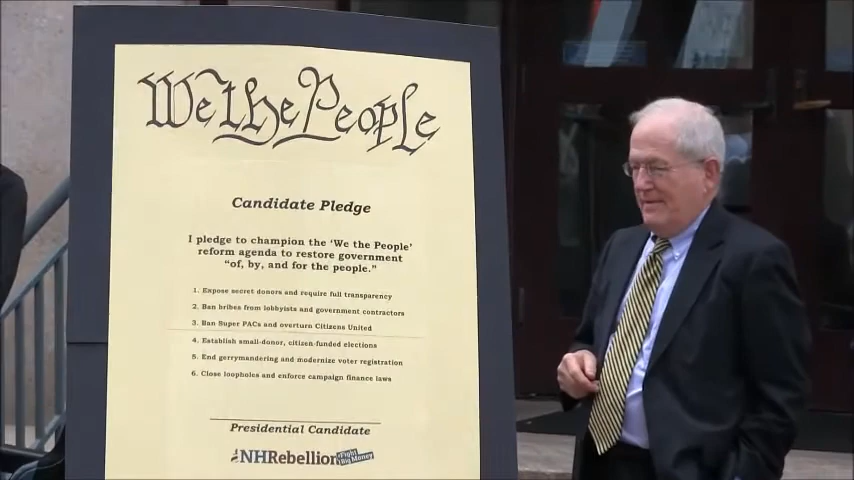 We the People
Candidate Pledge
I pledge to champion the 'We the People'
reform agenda to restore government
"of, by, and for the people."
1. Expose secret donors and require full transparency
2. Ban bribes from lobbyists and government contractors
3. Ban Super PACs and overturn Citizens United
4. Establish small-donor, citizen-funded elections
5. End gerrymandering and modernize voter registration
6. Close loopholes and enforce campaign finance laws
Presidential Candidate
NHRebellion Fight Big Money